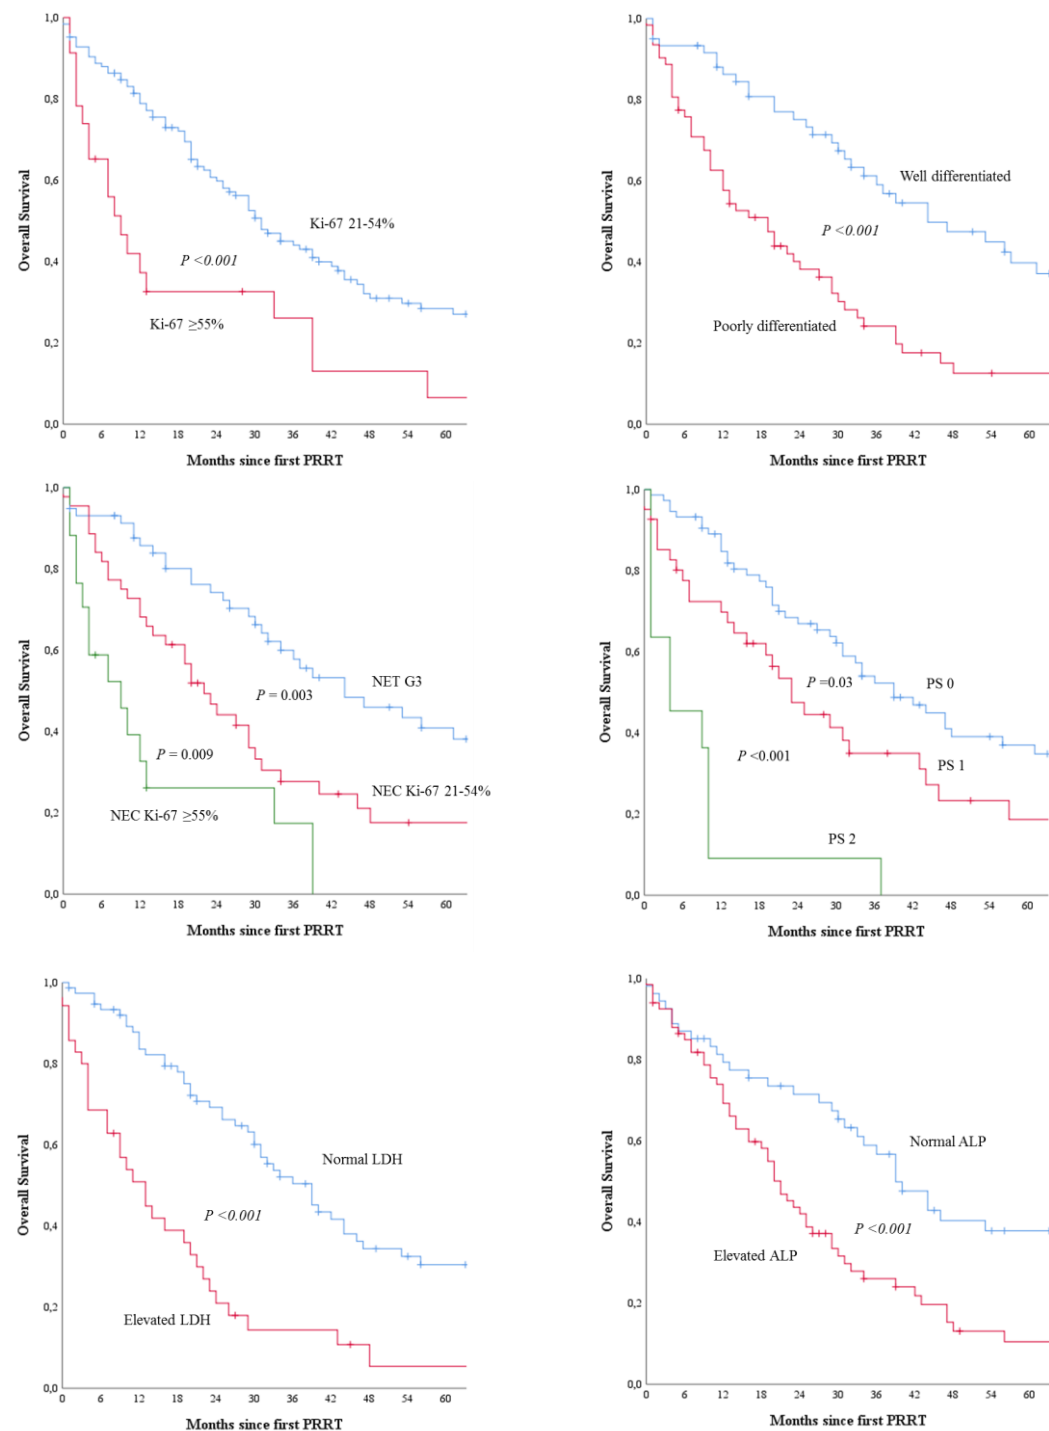 1,0
0,8
0,6
0,4
0,2
0,0
Overall Survival
Ki-67 21-54%
P <0.001
Ki-67 ≥55%
0 6 12 18 24 30 36 42 48 54 60
Months since first PRRT
1,0
0,8
0,6
0,4
0,2
0,0
Overall Survival
Well differentiated
P <0.001
Poorly differentiated
0 6 12 18 24 30 36 42 48 54 60
Months since first PRRT
1,0
0,8
0,6
0,4
0,2
0,0
Overall Survival
NET G3
P = 0.003
P = 0.009
NEC Ki-67 21-54%
NEC Ki-67 ≥55%
0 6 12 18 24 30 36 42 48 54 60
Months since first PRRT
1,0
0,8
0,6
0,4
0,2
0,0
Overall Survival
P =0.03
PS 0
P <0.001
PS 1
PS 2
0 6 12 18 24 30 36 42 48 54 60
Months since first PRRT
1,0
0,8
0,6
0,4
0,2
0,0
Overall Survival
Normal LDH
P <0.001
Elevated LDH
0 6 12 18 24 30 36 42 48 54 60
Months since first PRRT
1,0
0,8
0,6
0,4
0,2
0,0
Overall Survival
Normal ALP
P <0.001
Elevated ALP
0 6 12 18 24 30 36 42 48 54 60
Months since first PRRT